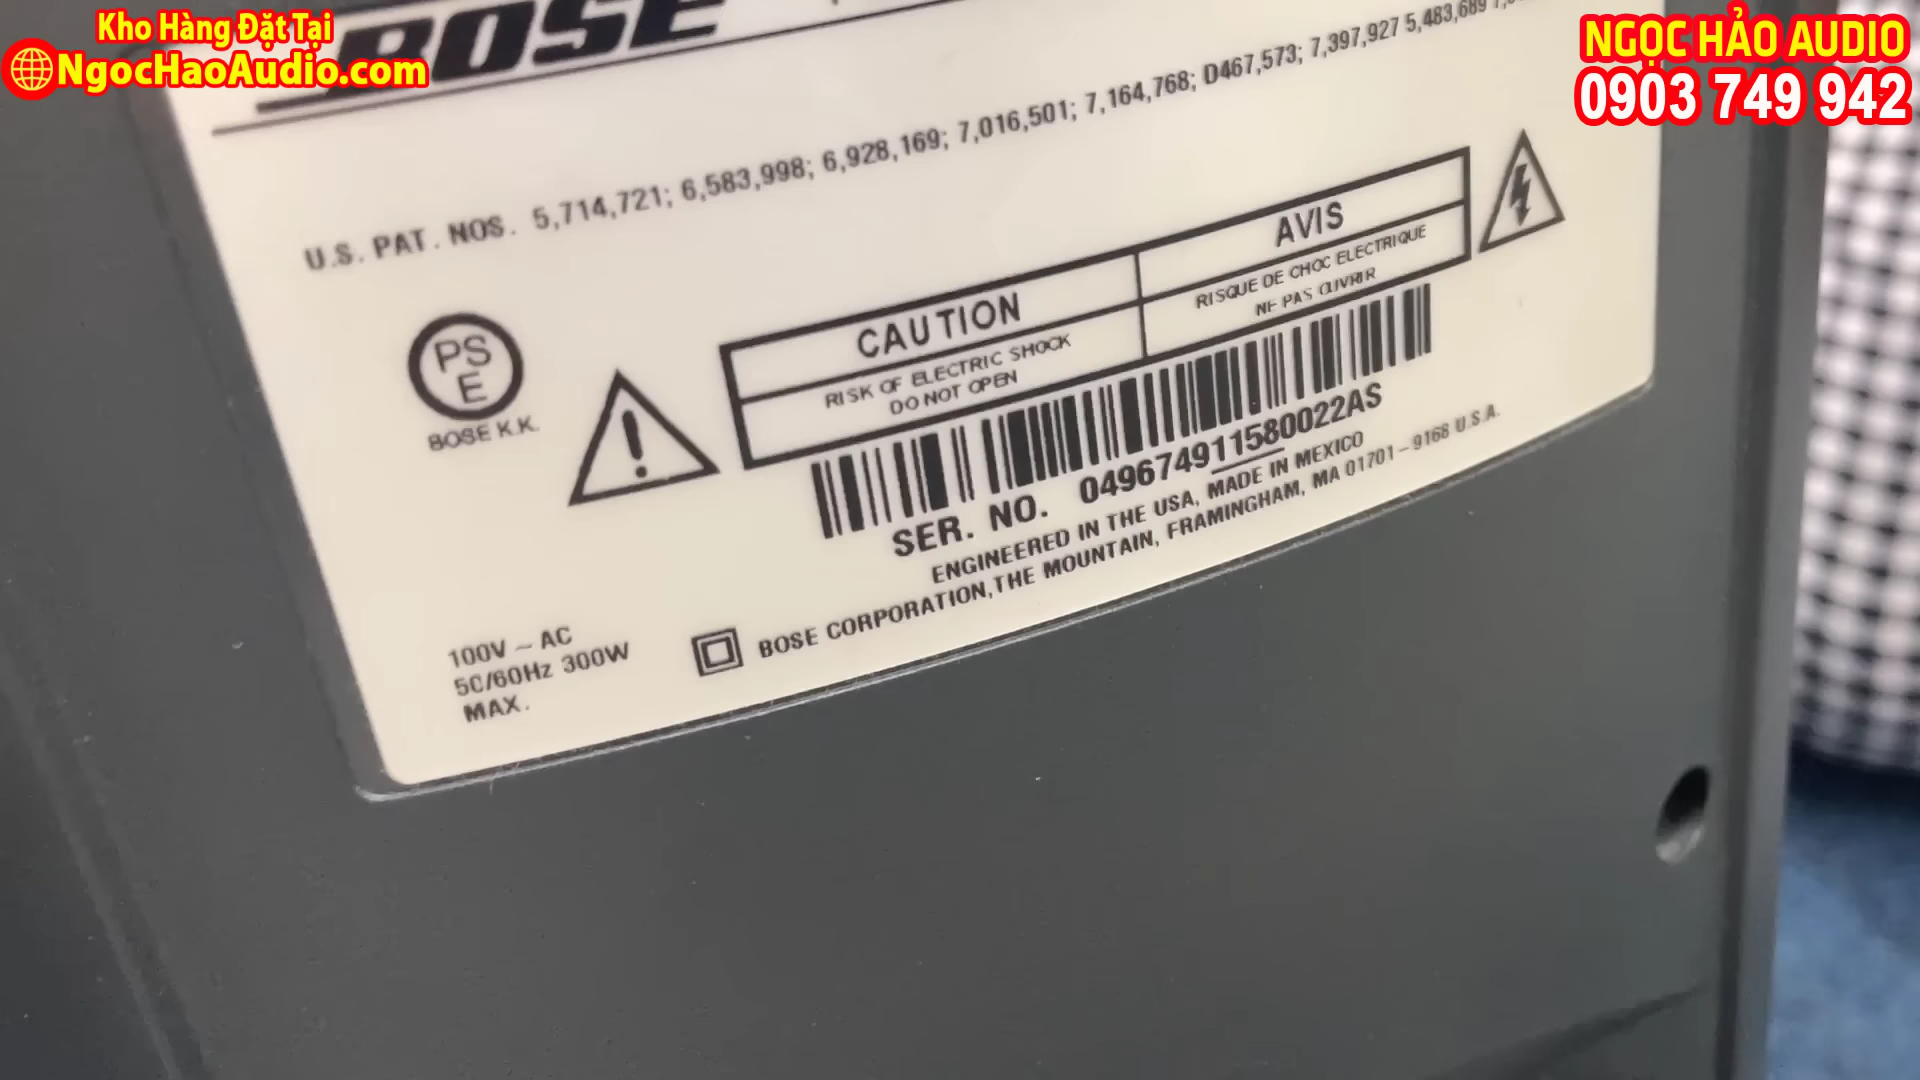 Kho Hàng Đặt Tại
NgocHaoAudio.com
NGỌC HẢO AUDIO
0903 749 942
BOSE
U.S. PAT. NOS. 5,714,721; 6,583,998; 6,928,169; 7,016,501; 7,164,768; D467,573; 7,397,927 5,483,689
PS
E
BOSE K.K.
CAUTION
RISK OF ELECTRIC SHOCK
DO NOT OPEN
AVIS
RISQUE DE CHOC ELECTRIQUE
NE PAS OUVRIR
SER. NO. 049674911580022AS
ENGINEERED IN THE USA, MADE IN MEXICO
BOSE CORPORATION, THE MOUNTAIN, FRAMINGHAM, MA 01701-9168 U.S.A.
100V ~ AC
50/60Hz 300W
MAX.